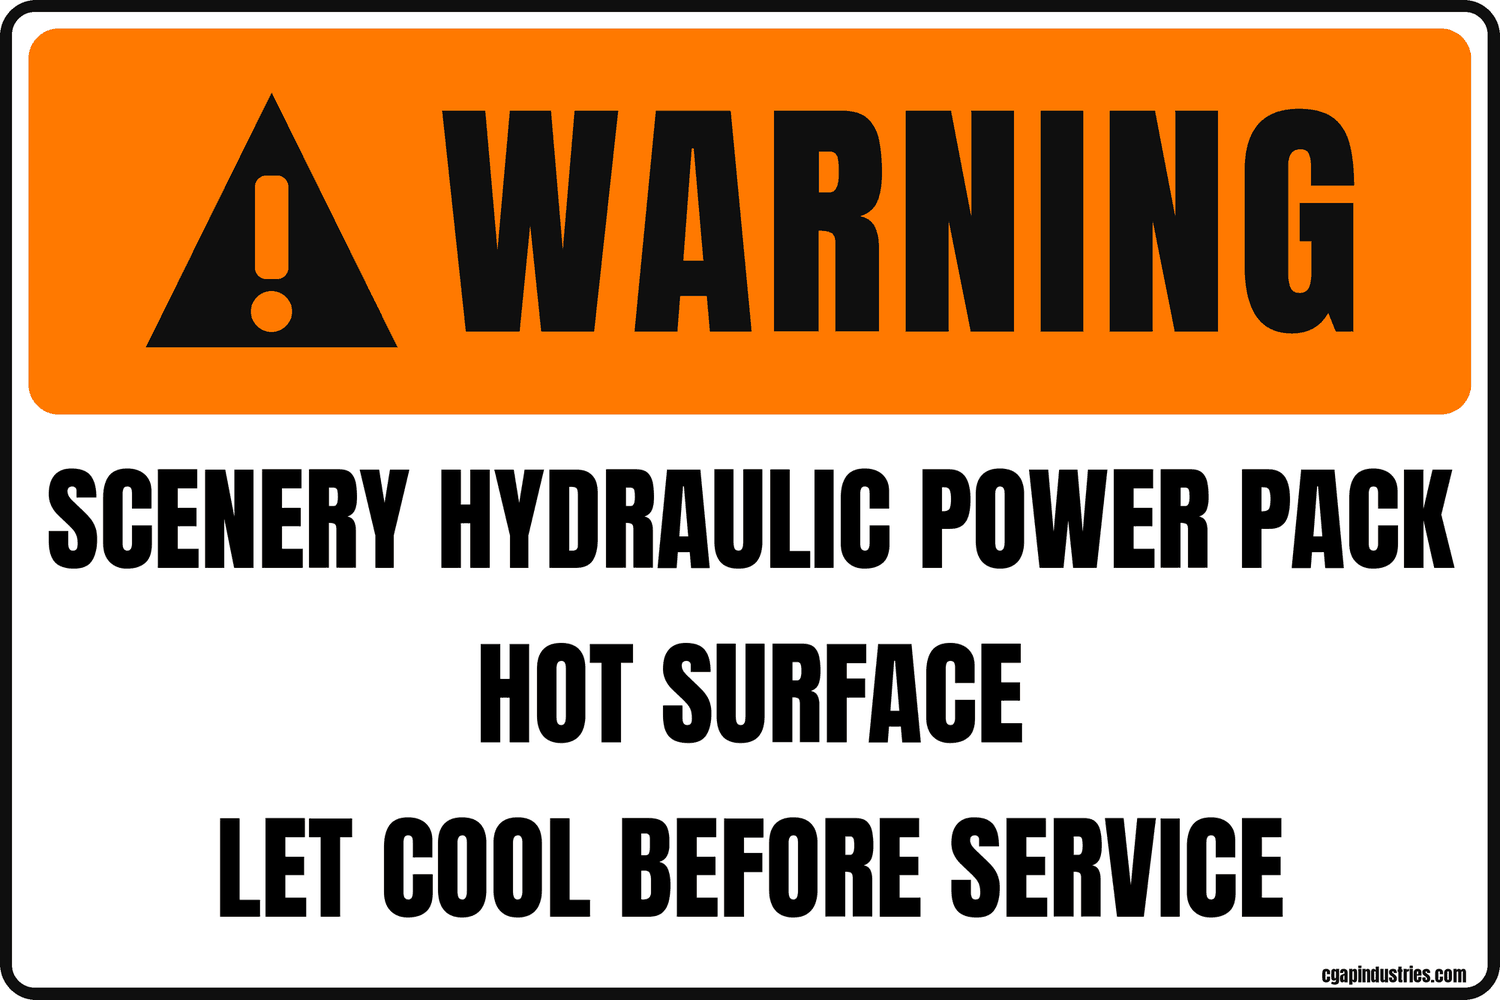 WARNING
SCENERY HYDRAULIC POWER PACK
HOT SURFACE
LET COOL BEFORE SERVICE
cgapindustries.com